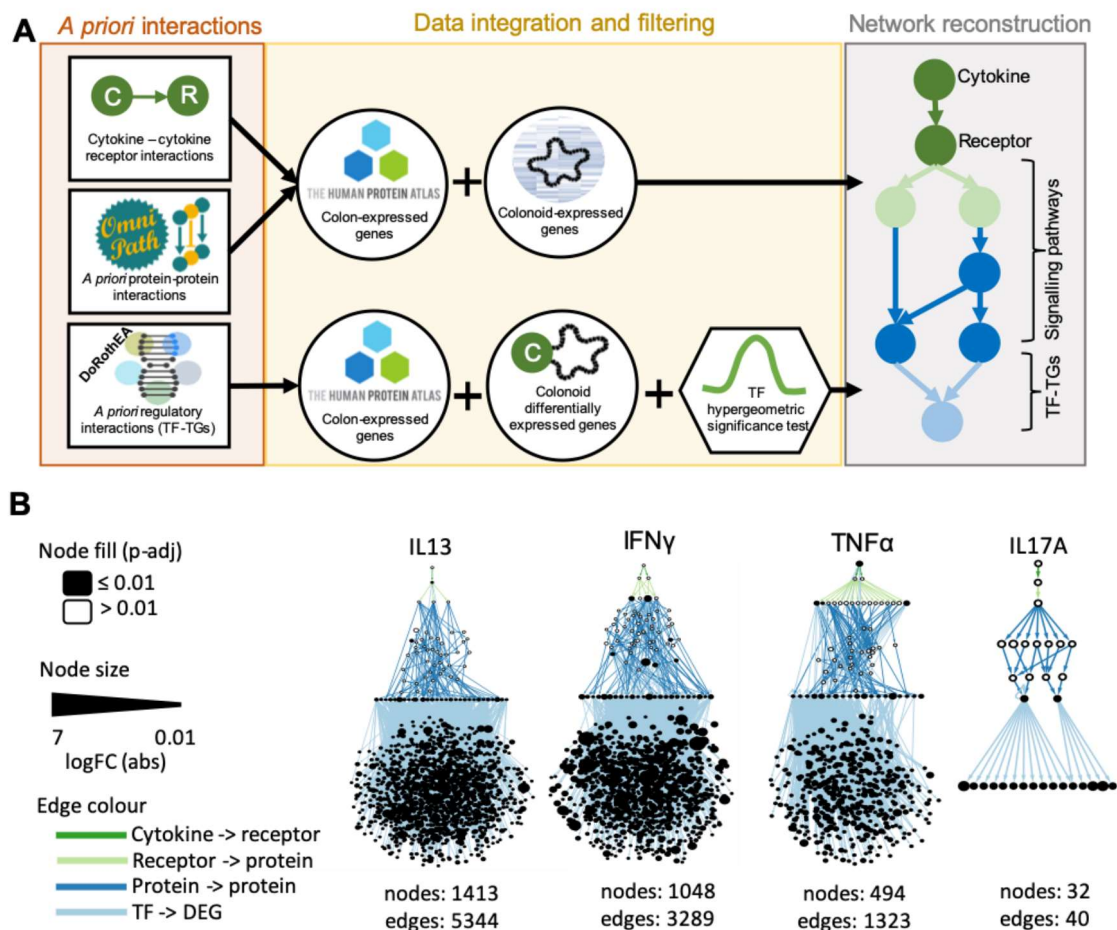 A
A priori interactions
Data integration and filtering
Network reconstruction
C
R
Cytokine – cytokine
receptor interactions
Omni
Path
A priori protein-protein
interactions
DoRothEA
A priori regulatory
interactions (TF-TGs)
THE HUMAN PROTEIN ATLAS
Colon-expressed
genes
+
Colonoid-expressed
genes
THE HUMAN PROTEIN ATLAS
Colon-expressed
genes
+
C
Colonoid
differentially
expressed genes
+
TF
hypergeometric
significance test
Cytokine
Receptor
Signalling pathways
TF-TGs
B
Node fill (p-adj)
≤ 0.01
> 0.01
Node size
7
0.01
logFC (abs)
Edge colour
Cytokine -> receptor
Receptor -> protein
Protein -> protein
TF -> DEG
IL13
nodes: 1413
edges: 5344
IFNγ
nodes: 1048
edges: 3289
TNFα
nodes: 494
edges: 1323
IL17A
nodes: 32
edges: 40